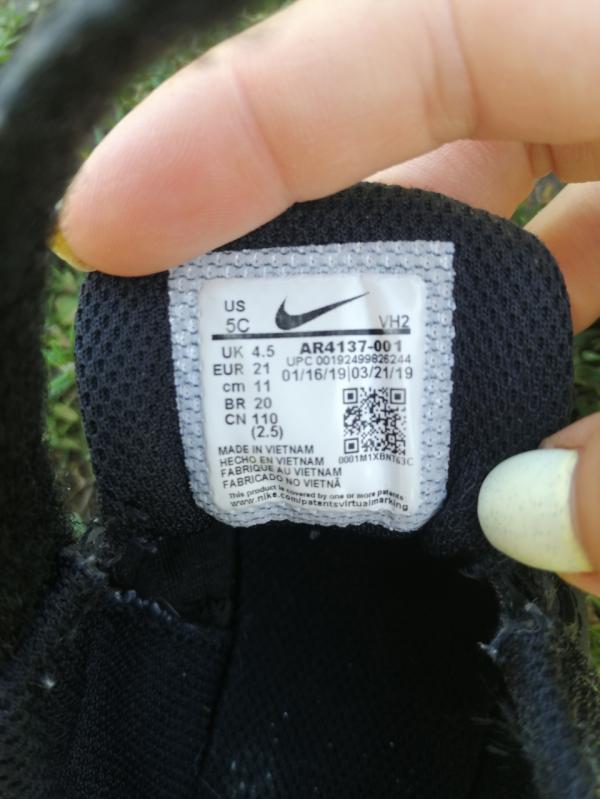 US
5C
VH2
UK 4.5
EUR 21
cm 11
BR 20
CN 110
(2.5)
AR4137-001
UPC 00192499826244
01/16/19|03/21/19
0001M1XBNT63C
MADE IN VIETNAM
HECHO EN VIETNAM
FABRIQUE AU VIETNAM
FABRICADO NO VIETNÃ
This product is covered by one or more patents
www.nike.com/patentsvirtualmarking